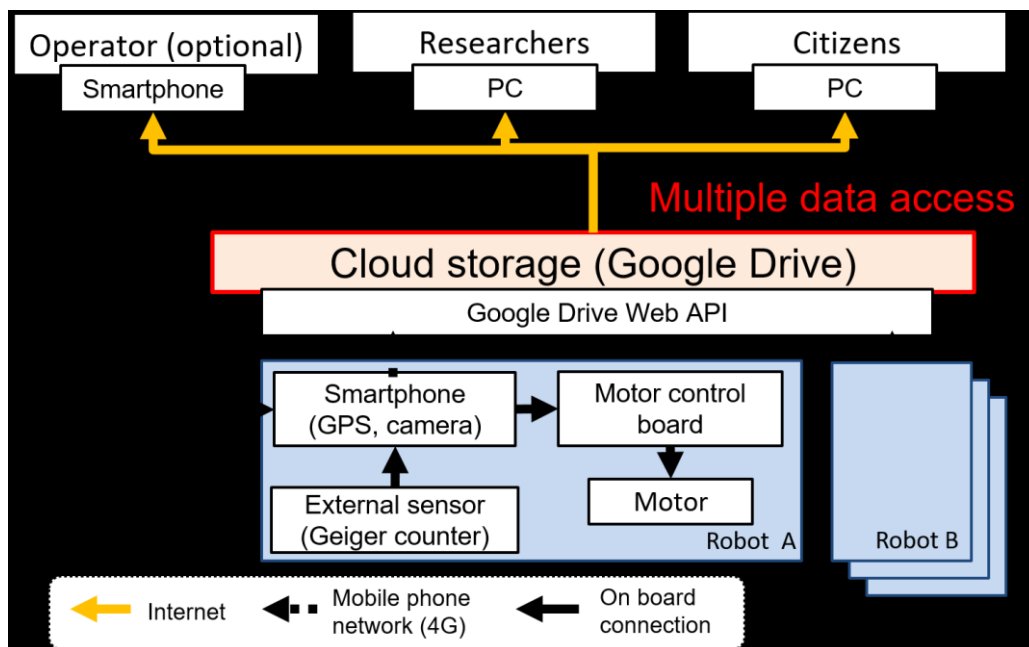 Operator (optional)
Smartphone
Researchers
PC
Citizens
PC
Multiple data access
Cloud storage (Google Drive)
Google Drive Web API
Smartphone
(GPS, camera)
Motor control
board
External sensor
(Geiger counter)
Motor
Robot A
Robot B
Internet
Mobile phone
network (4G)
On board
connection